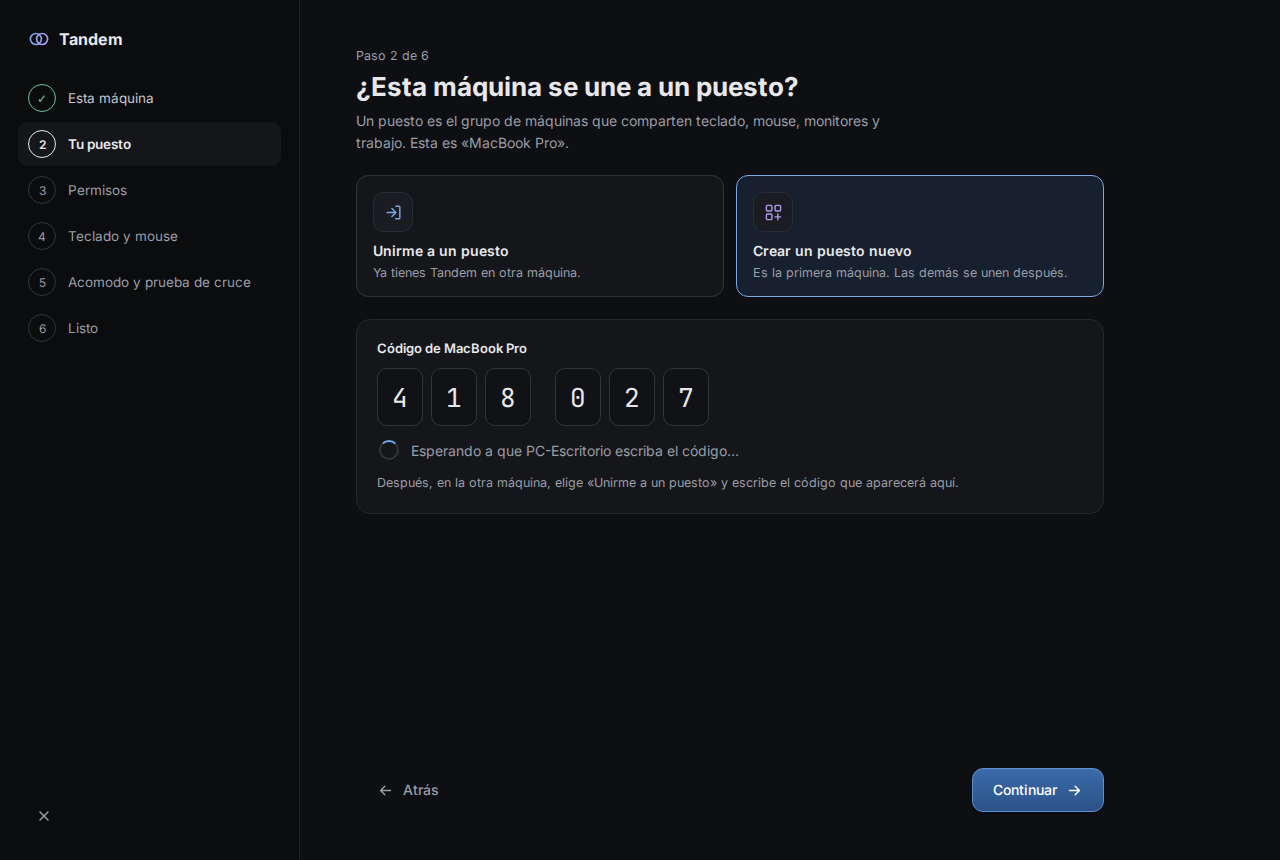 Tandem
✓ Esta máquina
2 Tu puesto
3 Permisos
4 Teclado y mouse
5 Acomodo y prueba de cruce
6 Listo
Paso 2 de 6
¿Esta máquina se une a un puesto?
Un puesto es el grupo de máquinas que comparten teclado, mouse, monitores y
trabajo. Esta es «MacBook Pro».
Unirme a un puesto
Ya tienes Tandem en otra máquina.
Crear un puesto nuevo
Es la primera máquina. Las demás se unen después.
Código de MacBook Pro
4 1 8 0 2 7
Esperando a que PC-Escritorio escriba el código…
Después, en la otra máquina, elige «Unirme a un puesto» y escribe el código que aparecerá aquí.
← Atrás
Continuar →